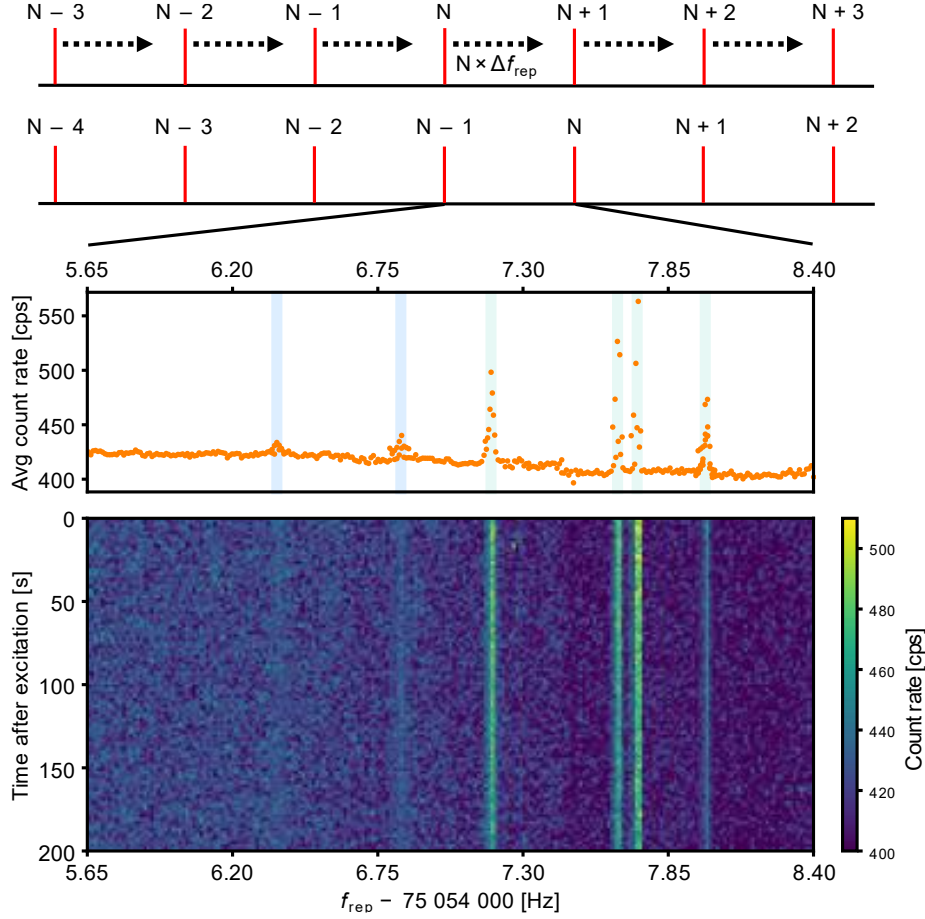 N – 3 N – 2 N – 1 N N + 1 N + 2 N + 3
N × Δf_rep
N – 4 N – 3 N – 2 N – 1 N N + 1 N + 2
5.65 6.20 6.75 7.30 7.85 8.40
Avg count rate [cps]
550
500
450
400
Time after excitation [s]
0
50
100
150
200
5.65 6.20 6.75 7.30 7.85 8.40
f_rep – 75 054 000 [Hz]
500
480
460
440
420
400
Count rate [cps]